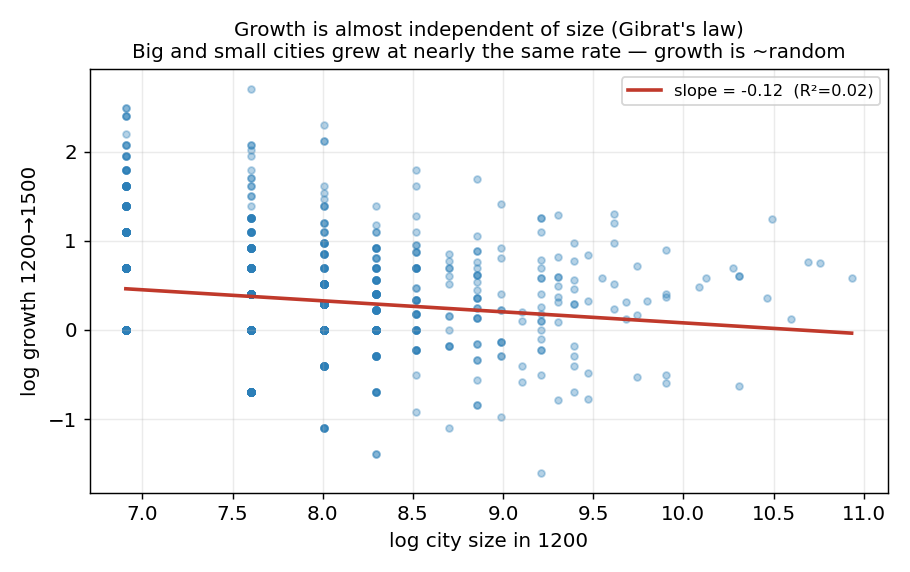 Growth is almost independent of size (Gibrat's law)
Big and small cities grew at nearly the same rate — growth is ~random
slope = -0.12  (R²=0.02)
log growth 1200→1500
2
1
0
−1
7.0
7.5
8.0
8.5
9.0
9.5
10.0
10.5
11.0
log city size in 1200